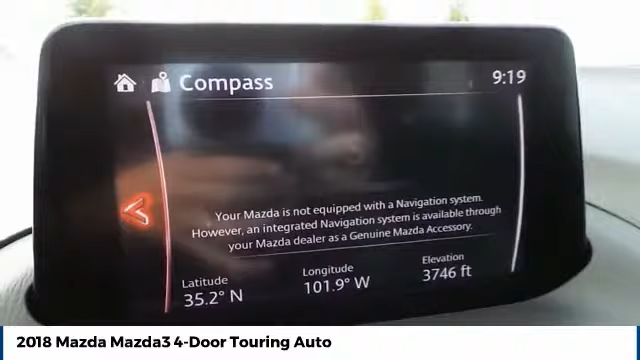 Compass 9:19
Your Mazda is not equipped with a Navigation system.
However, an integrated Navigation system is available through
your Mazda dealer as a Genuine Mazda Accessory.
Latitude Longitude Elevation
35.2° N 101.9° W 3746 ft
2018 Mazda Mazda3 4-Door Touring Auto